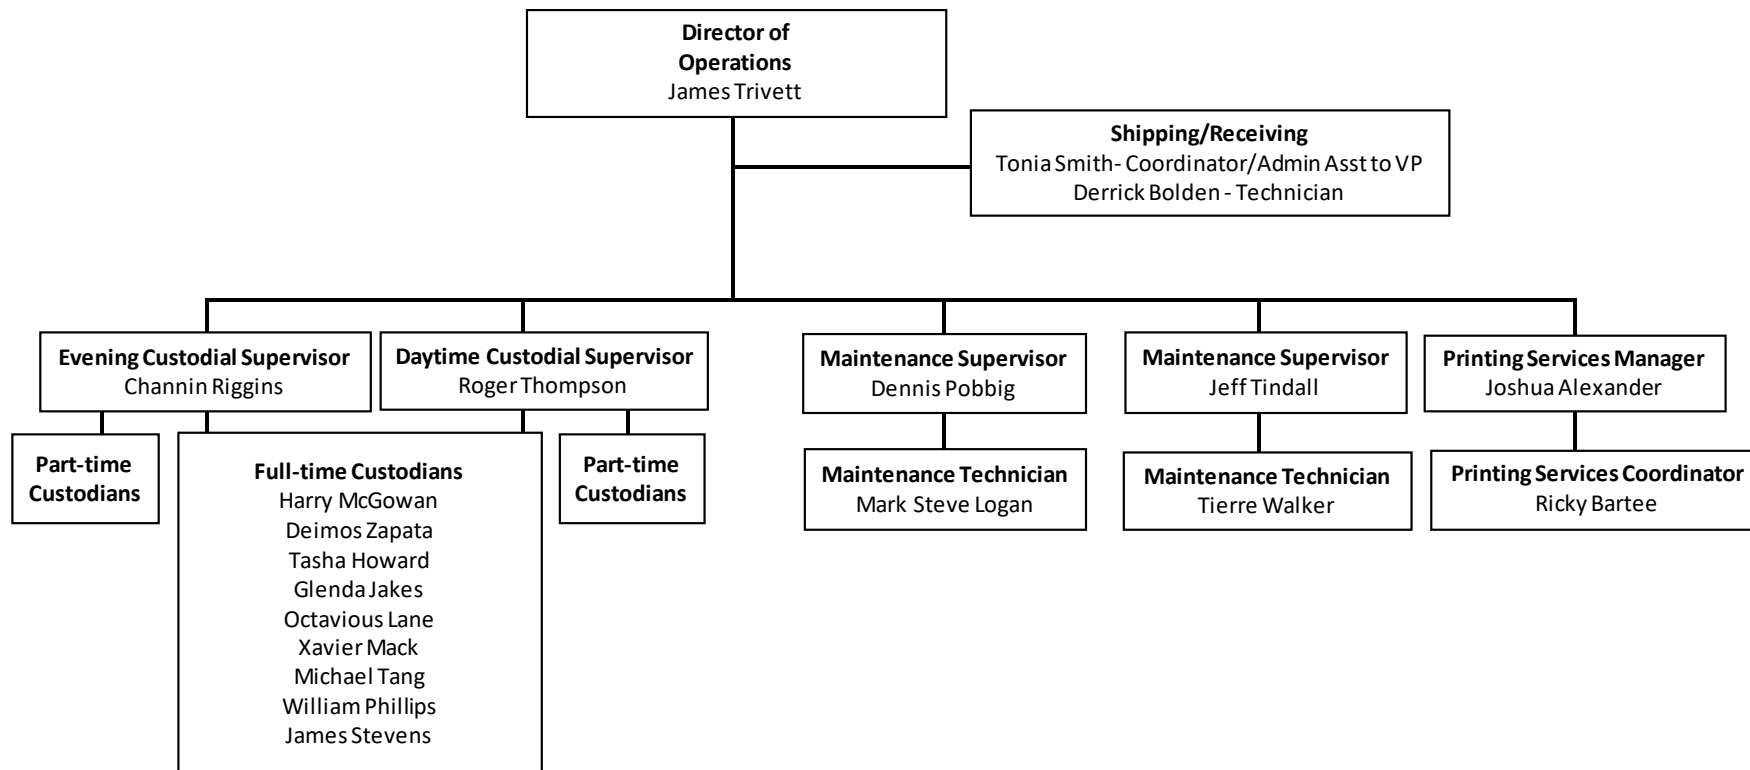 Director of
Operations
James Trivett
Shipping/Receiving
Tonia Smith- Coordinator/Admin Asst to VP
Derrick Bolden - Technician
Evening Custodial Supervisor
Channin Riggins
Daytime Custodial Supervisor
Roger Thompson
Maintenance Supervisor
Dennis Pobbig
Maintenance Supervisor
Jeff Tindall
Printing Services Manager
Joshua Alexander
Part-time
Custodians
Full-time Custodians
Harry McGowan
Deimos Zapata
Tasha Howard
Glenda Jakes
Octavious Lane
Xavier Mack
Michael Tang
William Phillips
James Stevens
Part-time
Custodians
Maintenance Technician
Mark Steve Logan
Maintenance Technician
Tierre Walker
Printing Services Coordinator
Ricky Bartee